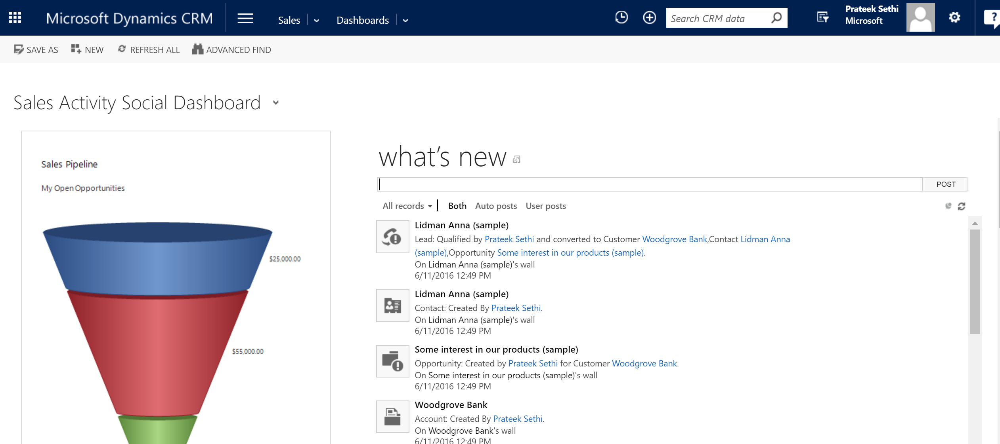 Microsoft Dynamics CRM
Sales
Dashboards
Search CRM data
Prateek Sethi
Microsoft
?
SAVE AS
NEW
REFRESH ALL
ADVANCED FIND
Sales Activity Social Dashboard
Sales Pipeline
My Open Opportunities
$25,000.00
$55,000.00
what's new
POST
All records
Both
Auto posts
User posts
Lidman Anna (sample)
Lead: Qualified by Prateek Sethi and converted to Customer Woodgrove Bank,Contact Lidman Anna
(sample),Opportunity Some interest in our products (sample).
On Lidman Anna (sample)'s wall
6/11/2016 12:49 PM
Lidman Anna (sample)
Contact: Created By Prateek Sethi.
On Lidman Anna (sample)'s wall
6/11/2016 12:49 PM
Some interest in our products (sample)
Opportunity: Created by Prateek Sethi for Customer Woodgrove Bank.
On Some interest in our products (sample)'s wall
6/11/2016 12:49 PM
Woodgrove Bank
Account: Created By Prateek Sethi.
On Woodgrove Bank's wall
6/11/2016 12:49 PM